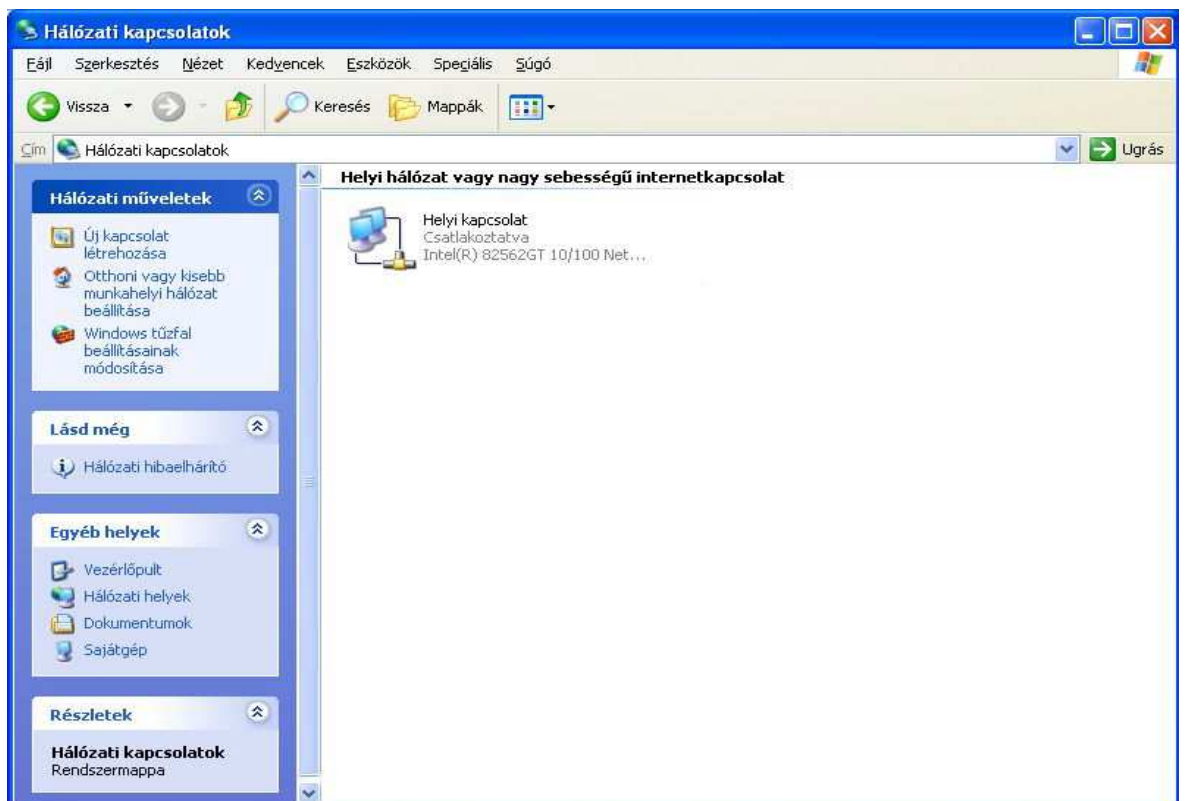 Hálózati kapcsolatok
Fájl Szerkesztés Nézet Kedvencek Eszközök Speciális Súgó
Vissza Keresés Mappák
Cím Hálózati kapcsolatok Ugrás
Hálózati műveletek
Új kapcsolat
létrehozása
Otthoni vagy kisebb
munkahelyi hálózat
beállítása
Windows tűzfal
beállításainak
módosítása
Lásd még
Hálózati hibaelhárító
Egyéb helyek
Vezérlőpult
Hálózati helyek
Dokumentumok
Sajátgép
Részletek
Hálózati kapcsolatok
Rendszermappa
Helyi hálózat vagy nagy sebességű internetkapcsolat
Helyi kapcsolat
Csatlakoztatva
Intel(R) 82562GT 10/100 Net...